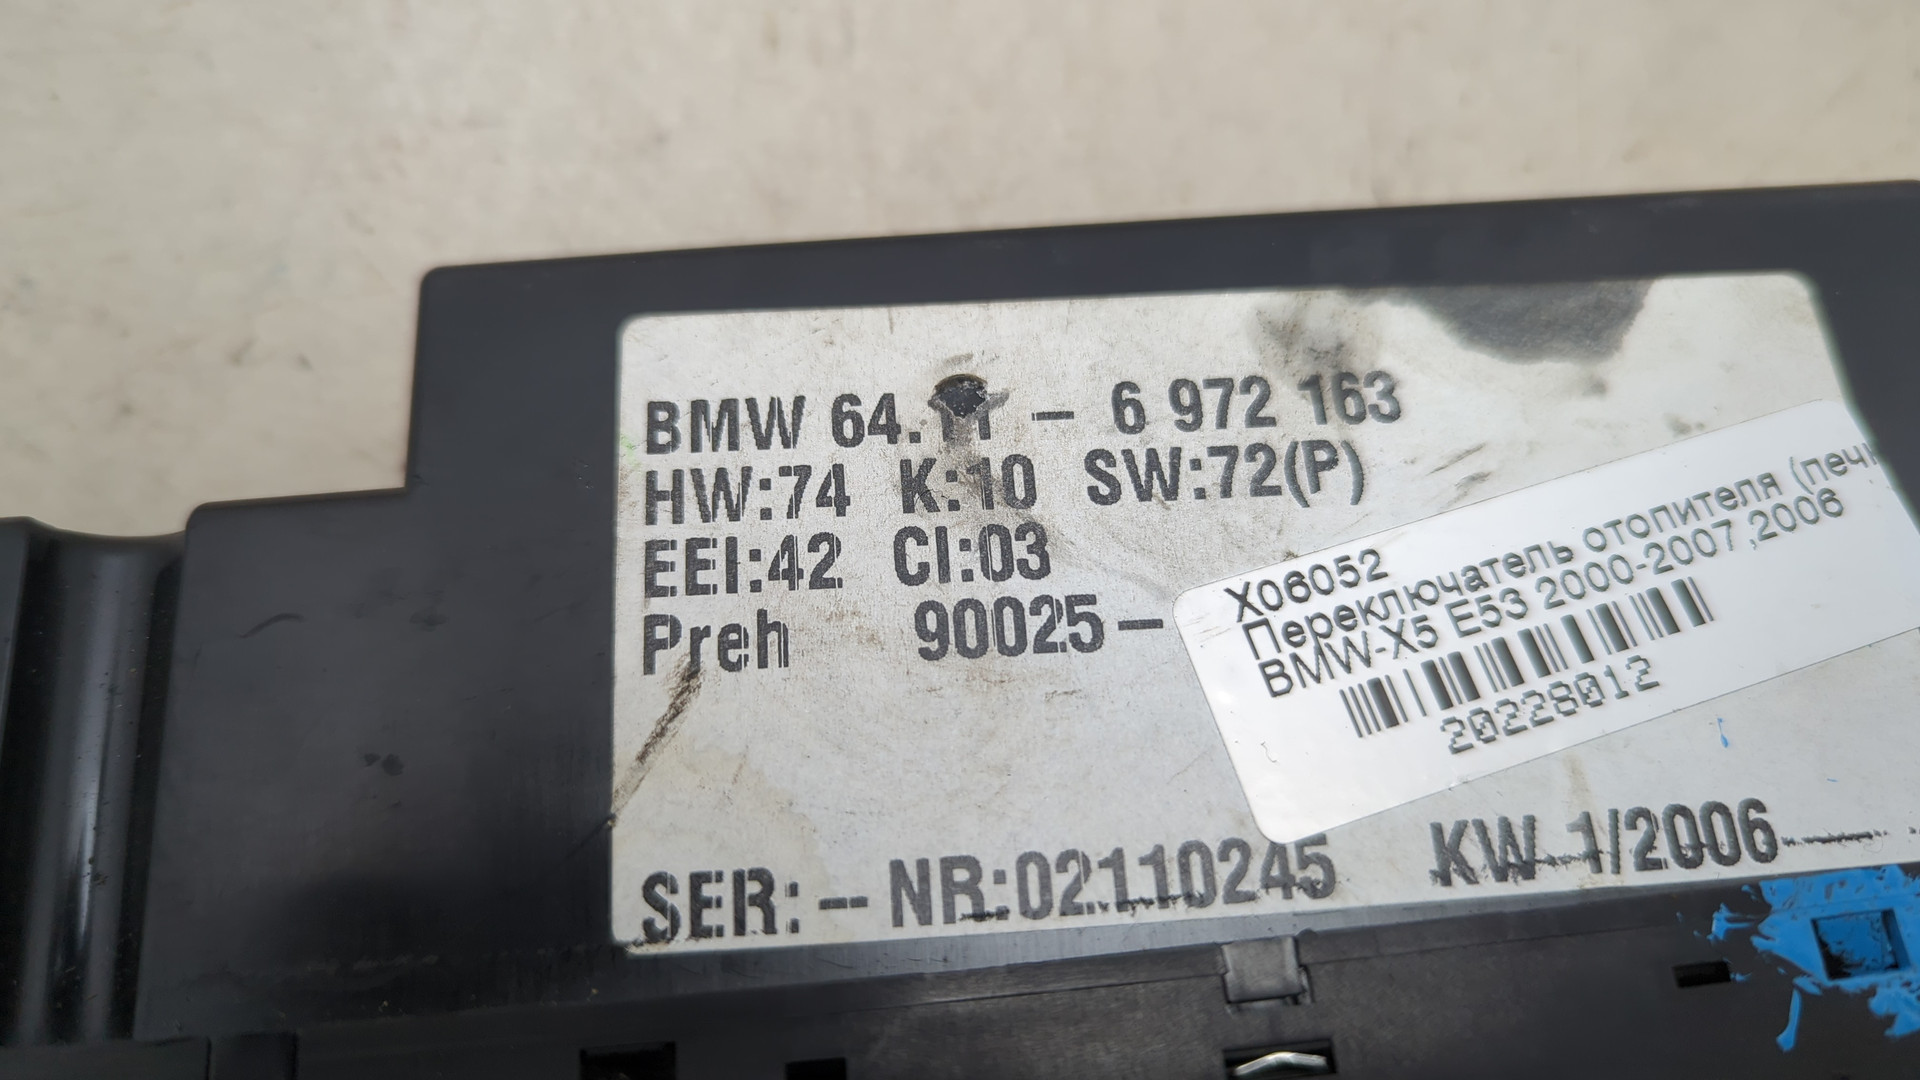 BMW 64.11 - 6 972 163
HW:74 K:10 SW:72(P)
EEI:42 CI:03
Preh 90025-
SER:-NR:02110245 KW 1/2006
X06052
Переключатель отопителя
BMW-X5 E53 2000-2007,2006
20228012